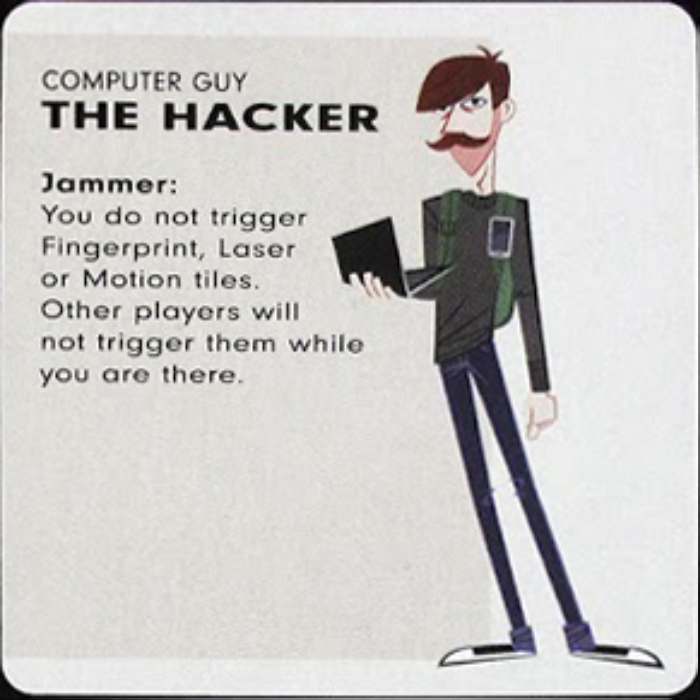 COMPUTER GUY
THE HACKER
Jammer:
You do not trigger
Fingerprint, Laser
or Motion tiles.
Other players will
not trigger them while
you are there.